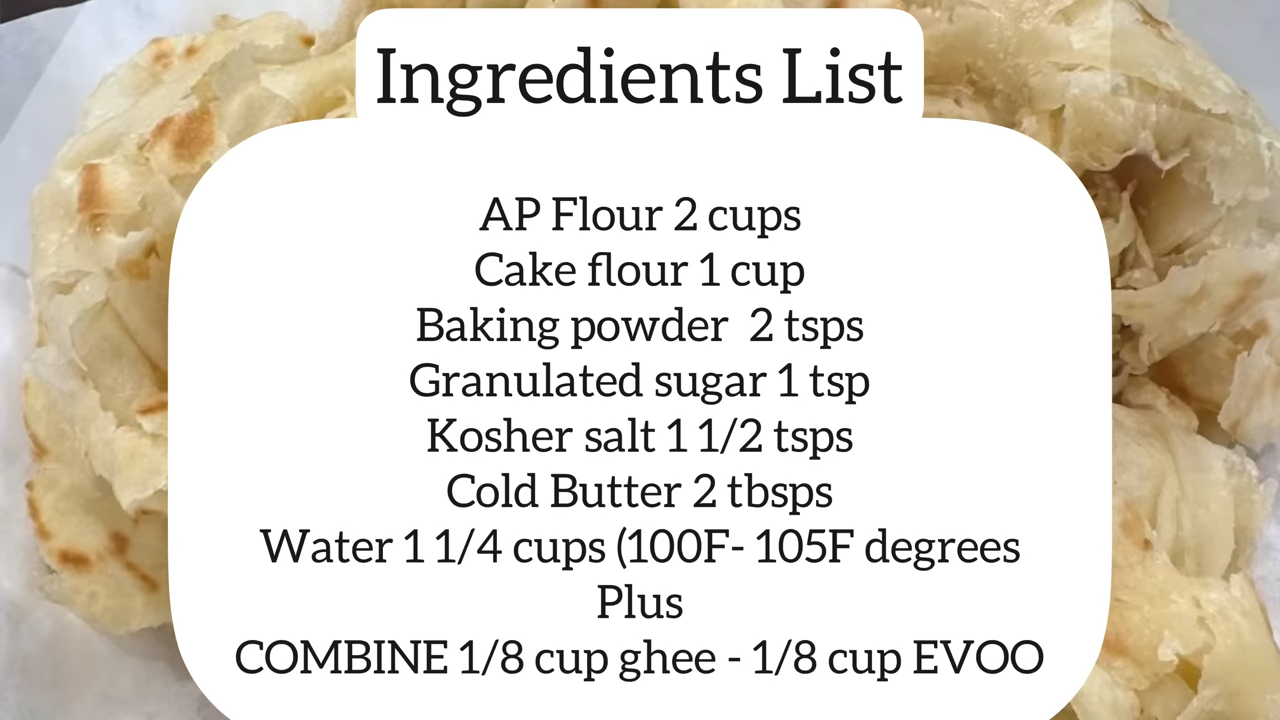 Ingredients List
AP Flour 2 cups
Cake flour 1 cup
Baking powder  2 tsps
Granulated sugar 1 tsp
Kosher salt 1 1/2 tsps
Cold Butter 2 tbsps
Water 1 1/4 cups (100F- 105F degrees
Plus
COMBINE 1/8 cup ghee - 1/8 cup EVOO